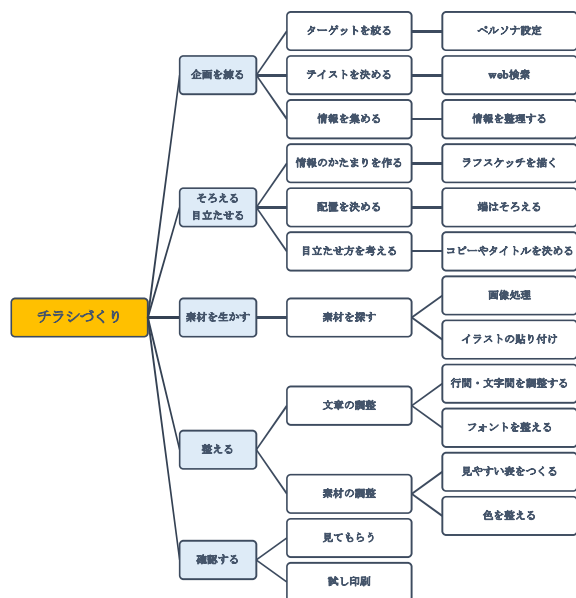 ターゲットを絞る
ペルソナ設定
企画を練る
テイストを決める
web検索
情報を集める
情報を整理する
情報のかたまりを作る
ラフスケッチを描く
そろえる
目立たせる
配置を決める
端はそろえる
目立たせ方を考える
コピーやタイトルを決める
チラシづくり
素材を生かす
素材を探す
画像処理
イラストの貼り付け
整える
文章の調整
行間・文字間を調整する
フォントを整える
素材の調整
見やすい表をつくる
色を整える
確認する
見てもらう
試し印刷